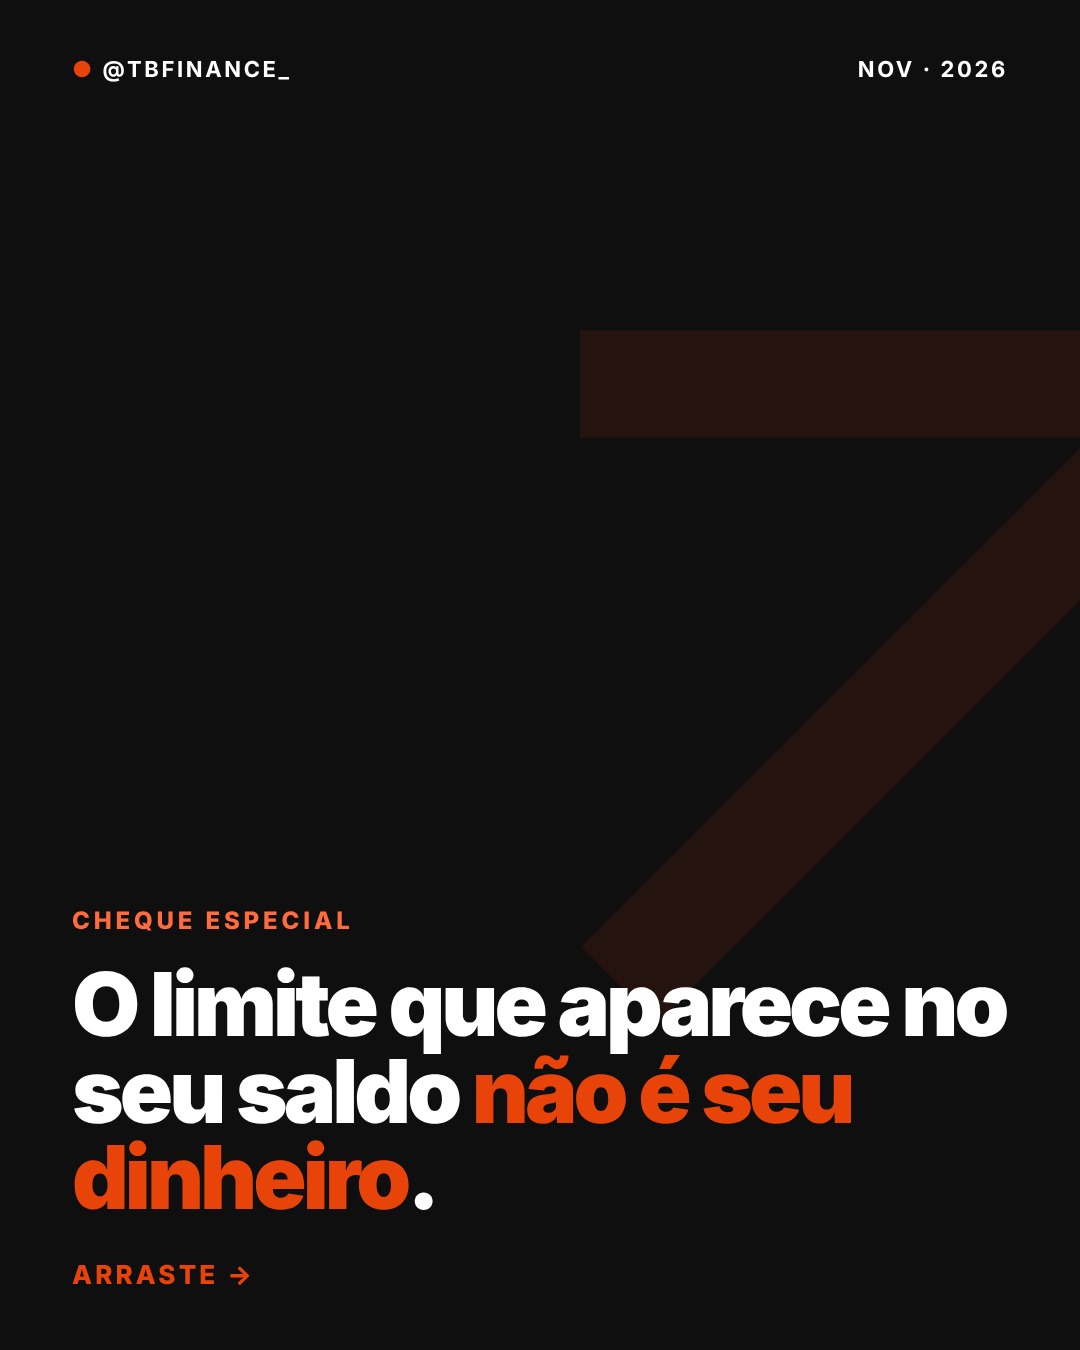 @TBFINANCE_
NOV · 2026
CHEQUE ESPECIAL
O limite que aparece no
seu saldo não é seu
dinheiro.
ARRASTE →